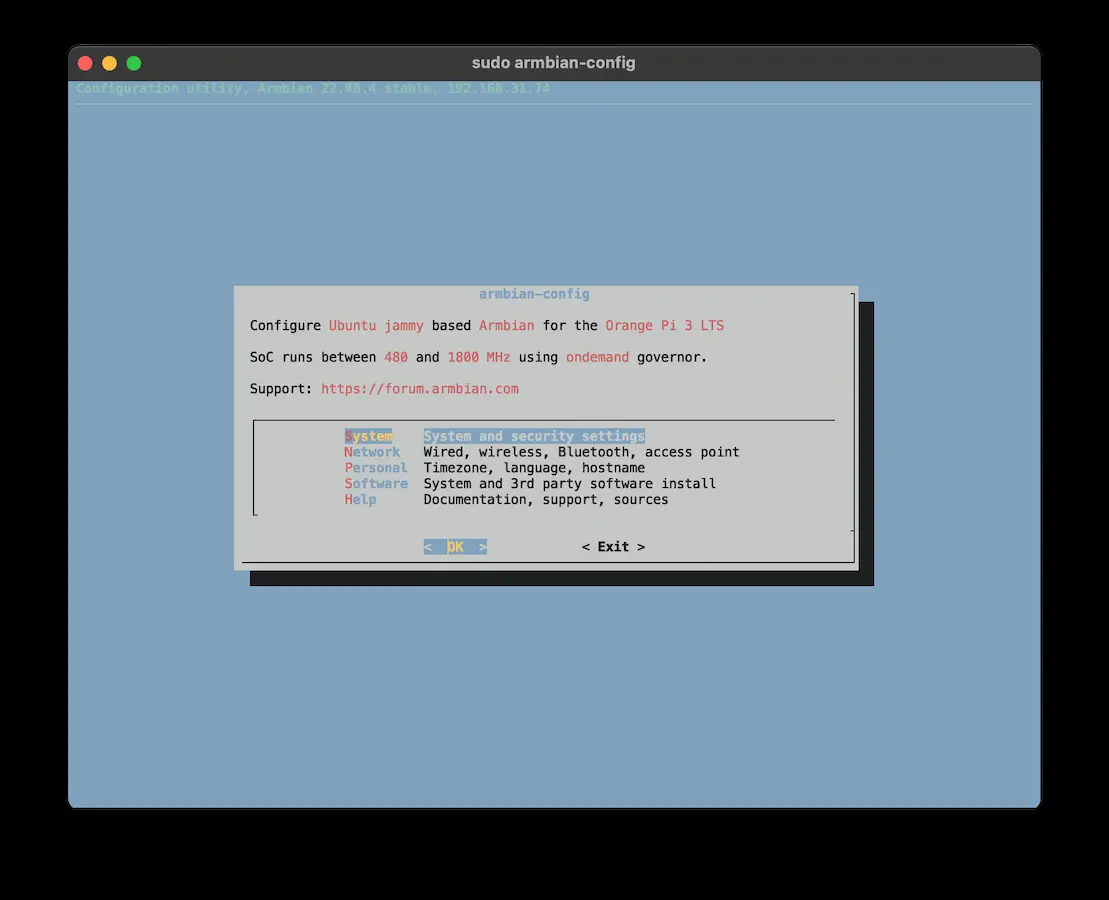 sudo armbian-config
Configuration utility, Armbian 22.08.4 stable, 192.168.31.74
armbian-config
Configure Ubuntu jammy based Armbian for the Orange Pi 3 LTS
SoC runs between 480 and 1800 MHz using ondemand governor.
Support: https://forum.armbian.com
System System and security settings
Network Wired, wireless, Bluetooth, access point
Personal Timezone, language, hostname
Software System and 3rd party software install
Help Documentation, support, sources
< OK > < Exit >